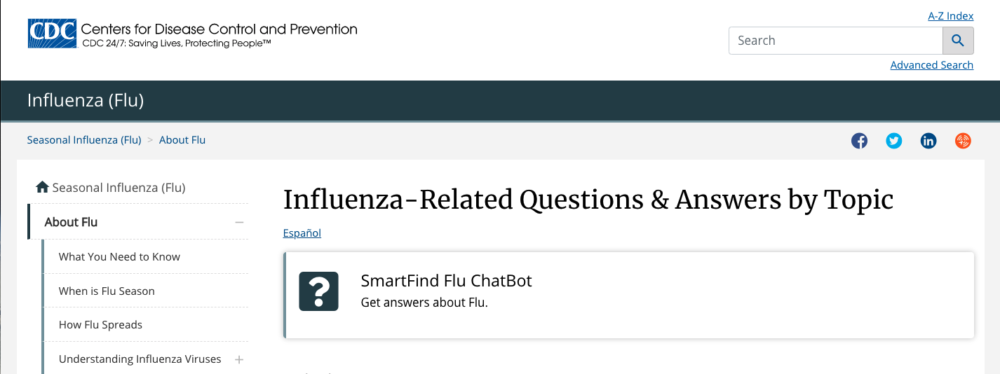 CDC Centers for Disease Control and Prevention
CDC 24/7: Saving Lives, Protecting People™
A-Z Index
Search
Advanced Search
Influenza (Flu)
Seasonal Influenza (Flu) > About Flu
Seasonal Influenza (Flu)
About Flu
What You Need to Know
When is Flu Season
How Flu Spreads
Understanding Influenza Viruses
Influenza-Related Questions & Answers by Topic
Español
SmartFind Flu ChatBot
Get answers about Flu.